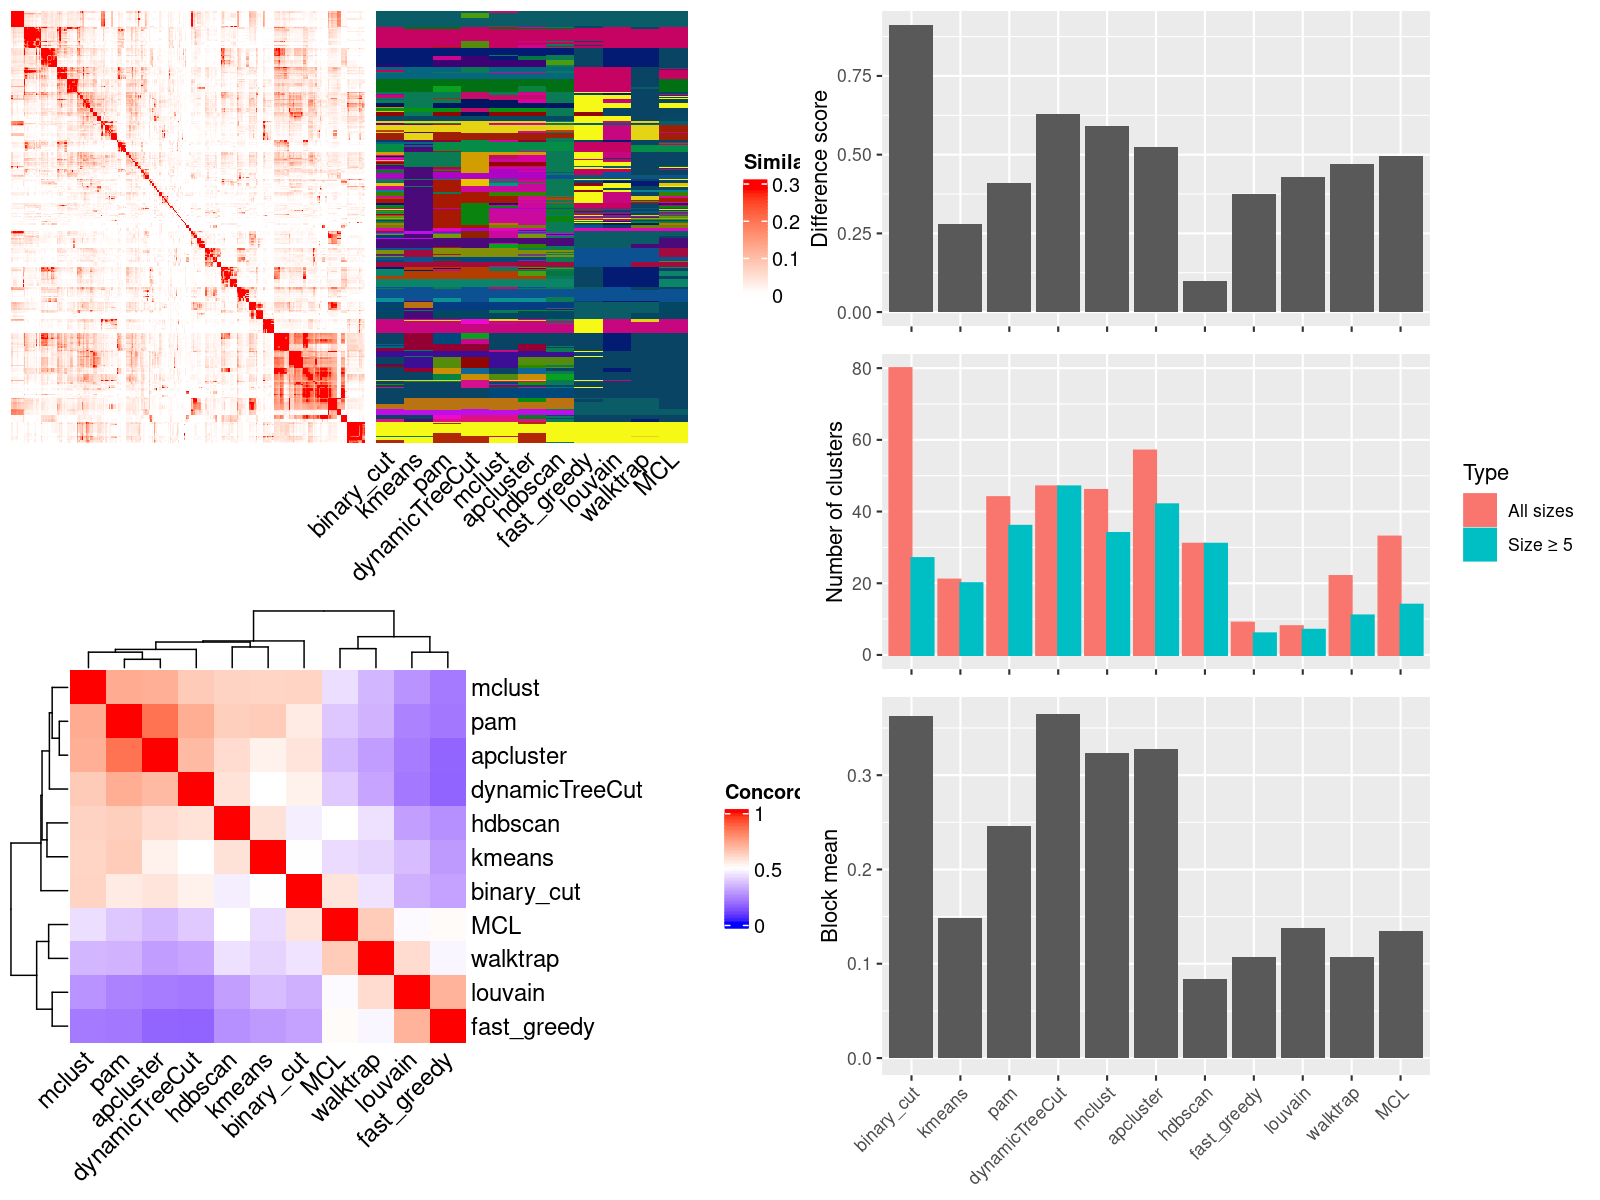 Simila
0.3
0.2
0.1
0
binary_cut
kmeans
pam
dynamicTreeCut
mclust
apcluster
hdbscan
fast_greedy
louvain
walktrap
MCL
mclust
pam
apcluster
dynamicTreeCut
hdbscan
kmeans
binary_cut
MCL
walktrap
louvain
fast_greedy
mclust
pam
apcluster
dynamicTreeCut
hdbscan
kmeans
binary_cut
MCL
walktrap
louvain
fast_greedy
Concord
1
0.5
0
Difference score
0.75
0.50
0.25
0.00
Number of clusters
80
60
40
20
0
Type
All sizes
Size ≥ 5
Block mean
0.3
0.2
0.1
0.0
binary_cut
kmeans
pam
dynamicTreeCut
mclust
apcluster
hdbscan
fast_greedy
louvain
walktrap
MCL